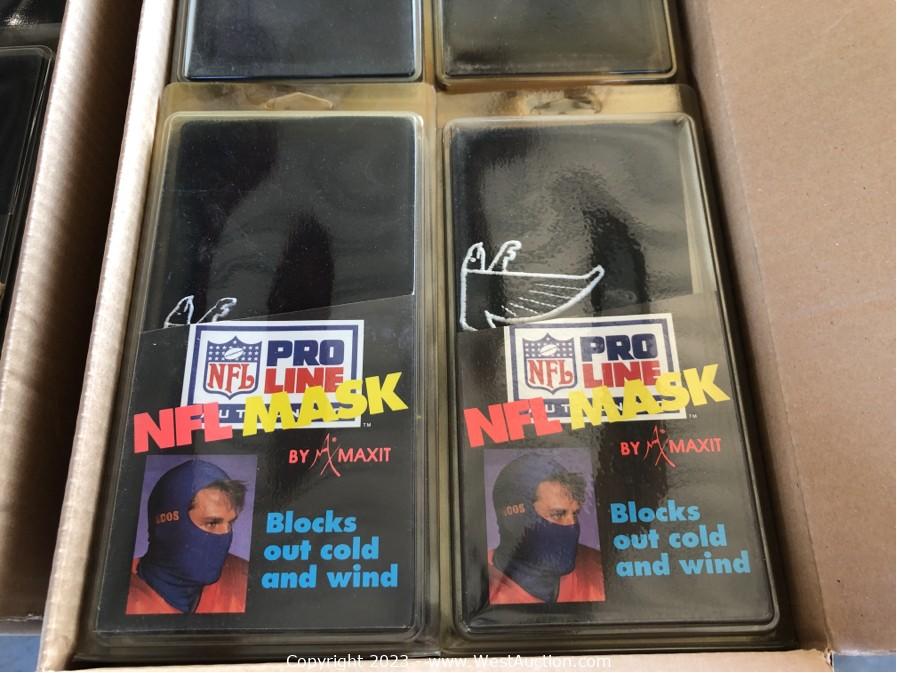 NFL
PRO
LINE
NFL MASK
BY MAXIT
Blocks
out cold
and wind
NFL
PRO
LINE
NFL MASK
BY MAXIT
Blocks
out cold
and wind
Copyright 2023 - www.WestAuction.com